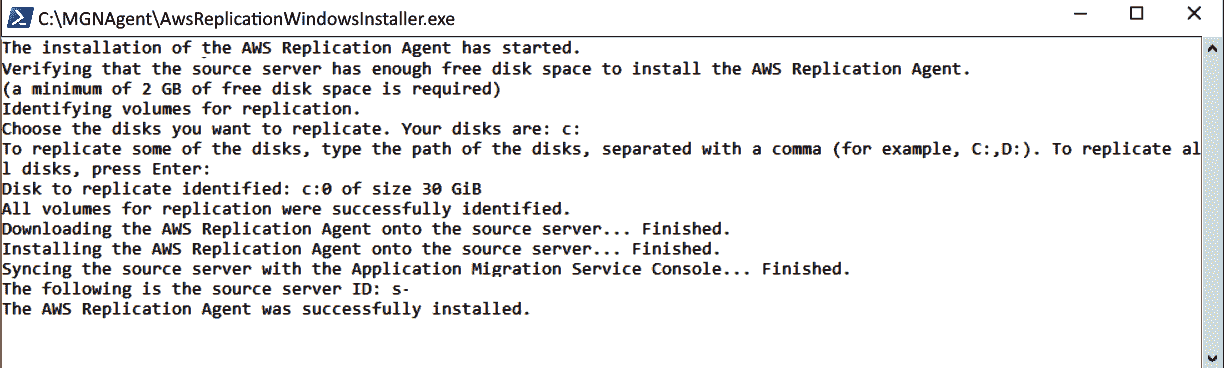 C:\MGNAgent\AwsReplicationWindowsInstaller.exe
The installation of the AWS Replication Agent has started.
Verifying that the source server has enough free disk space to install the AWS Replication Agent.
(a minimum of 2 GB of free disk space is required)
Identifying volumes for replication.
Choose the disks you want to replicate. Your disks are: c:
To replicate some of the disks, type the path of the disks, separated with a comma (for example, C:,D:). To replicate al
l disks, press Enter:
Disk to replicate identified: c:0 of size 30 GiB
All volumes for replication were successfully identified.
Downloading the AWS Replication Agent onto the source server... Finished.
Installing the AWS Replication Agent onto the source server... Finished.
Syncing the source server with the Application Migration Service Console... Finished.
The following is the source server ID: s-
The AWS Replication Agent was successfully installed.